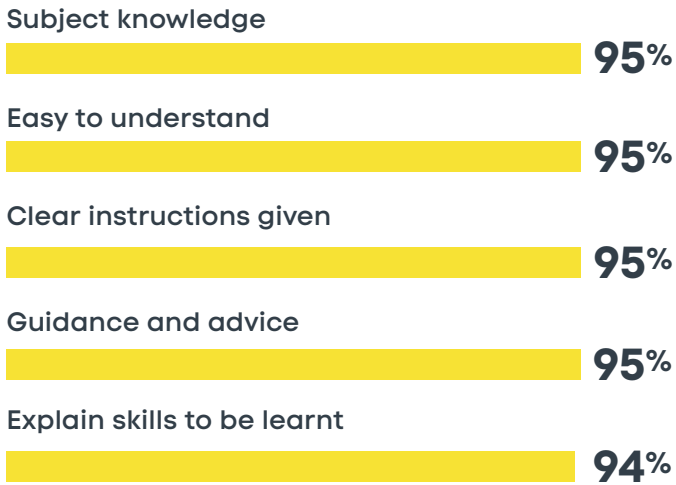 Subject knowledge
95%
Easy to understand
95%
Clear instructions given
95%
Guidance and advice
95%
Explain skills to be learnt
94%